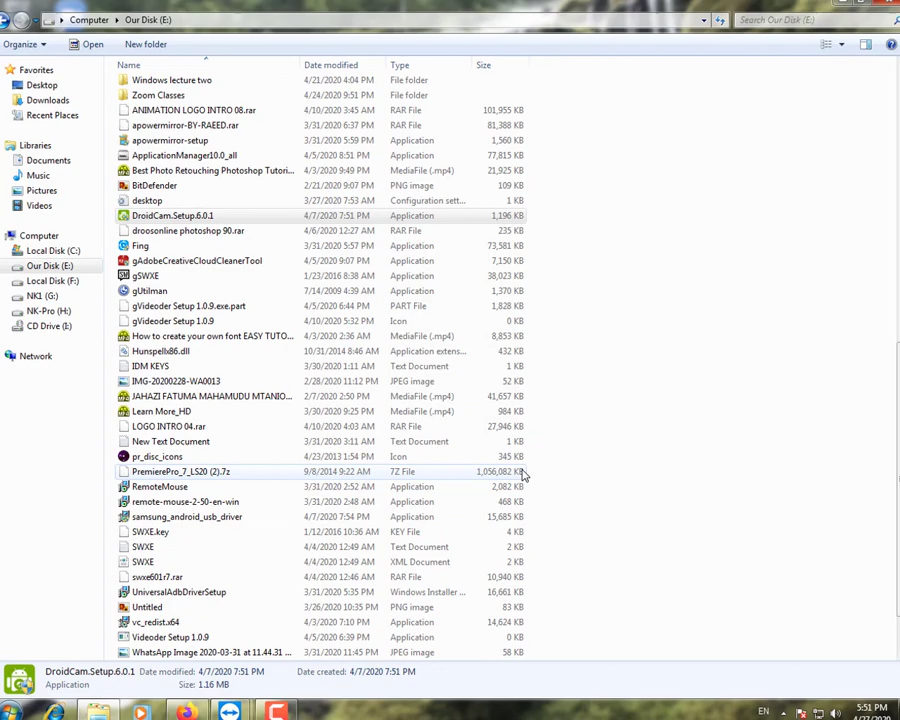 Computer ▸ Our Disk (E:)
Search Our Disk (E:)
Organize Open New folder
Name Date modified Type Size
Favorites
Desktop
Downloads
Recent Places
Libraries
Documents
Music
Pictures
Videos
Computer
Local Disk (C:)
Our Disk (E:)
Local Disk (F:)
NK1 (G:)
NK-Pro (H:)
CD Drive (I:)
Network
Windows lecture two 4/21/2020 4:04 PM File folder
Zoom Classes 4/24/2020 9:51 PM File folder
ANIMATION LOGO INTRO 08.rar 4/10/2020 3:45 AM RAR File 101,955 KB
apowermirror-BY-RAEED.rar 3/31/2020 6:37 PM RAR File 81,388 KB
apowermirror-setup 3/31/2020 5:59 PM Application 1,560 KB
ApplicationManager10.0_all 4/5/2020 8:51 PM Application 77,815 KB
Best Photo Retouching Photoshop Tutori... 4/3/2020 9:49 PM MediaFile (.mp4) 21,925 KB
BitDefender 2/21/2020 9:07 PM PNG image 109 KB
desktop 3/27/2020 7:53 AM Configuration sett... 1 KB
DroidCam.Setup.6.0.1 4/7/2020 7:51 PM Application 1,196 KB
droosonline photoshop 90.rar 4/6/2020 12:27 AM RAR File 235 KB
Fing 3/31/2020 5:57 PM Application 73,581 KB
gAdobeCreativeCloudCleanerTool 4/5/2020 9:07 PM Application 7,150 KB
gSWXE 1/23/2016 8:38 AM Application 38,023 KB
gUtilman 7/14/2009 4:39 AM Application 1,370 KB
gVideoder Setup 1.0.9.exe.part 4/5/2020 6:44 PM PART File 1,828 KB
gVideoder Setup 1.0.9 4/10/2020 5:32 PM Icon 0 KB
How to create your own font EASY TUTO... 4/3/2020 2:36 AM MediaFile (.mp4) 8,853 KB
Hunspellx86.dll 10/31/2014 8:46 AM Application extens... 432 KB
IDM KEYS 3/30/2020 1:11 AM Text Document 1 KB
IMG-20200228-WA0013 2/28/2020 11:12 PM JPEG image 52 KB
JAHAZI FATUMA MAHAMUDU MTANIO... 2/7/2020 2:50 PM MediaFile (.mp4) 41,657 KB
Learn More_HD 3/30/2020 9:25 PM MediaFile (.mp4) 984 KB
LOGO INTRO 04.rar 4/10/2020 4:03 AM RAR File 27,946 KB
New Text Document 3/31/2020 3:11 AM Text Document 1 KB
pr_disc_icons 4/23/2013 1:54 PM Icon 345 KB
PremierePro_7_LS20 (2).7z 9/8/2014 9:22 AM 7Z File 1,056,082 KB
RemoteMouse 3/31/2020 2:52 AM Application 2,082 KB
remote-mouse-2-50-en-win 3/31/2020 2:48 AM Application 468 KB
samsung_android_usb_driver 4/7/2020 7:54 PM Application 15,685 KB
SWXE.key 1/12/2016 10:36 AM KEY File 4 KB
SWXE 4/4/2020 12:49 AM Text Document 2 KB
SWXE 4/4/2020 12:49 AM XML Document 2 KB
swxe601r7.rar 4/4/2020 12:46 AM RAR File 10,940 KB
UniversalAdbDriverSetup 3/31/2020 5:35 PM Windows Installer ... 16,661 KB
Untitled 3/26/2020 10:35 PM PNG image 83 KB
vc_redist.x64 4/3/2020 7:10 PM Application 14,624 KB
Videoder Setup 1.0.9 4/5/2020 6:39 PM Application 0 KB
WhatsApp Image 2020-03-31 at 11.44.31 ... 3/31/2020 11:45 PM JPEG image 58 KB
DroidCam.Setup.6.0.1 Date modified: 4/7/2020 7:51 PM Date created: 4/7/2020 7:51 PM
Application Size: 1.16 MB
EN 5:51 PM
4/27/2020